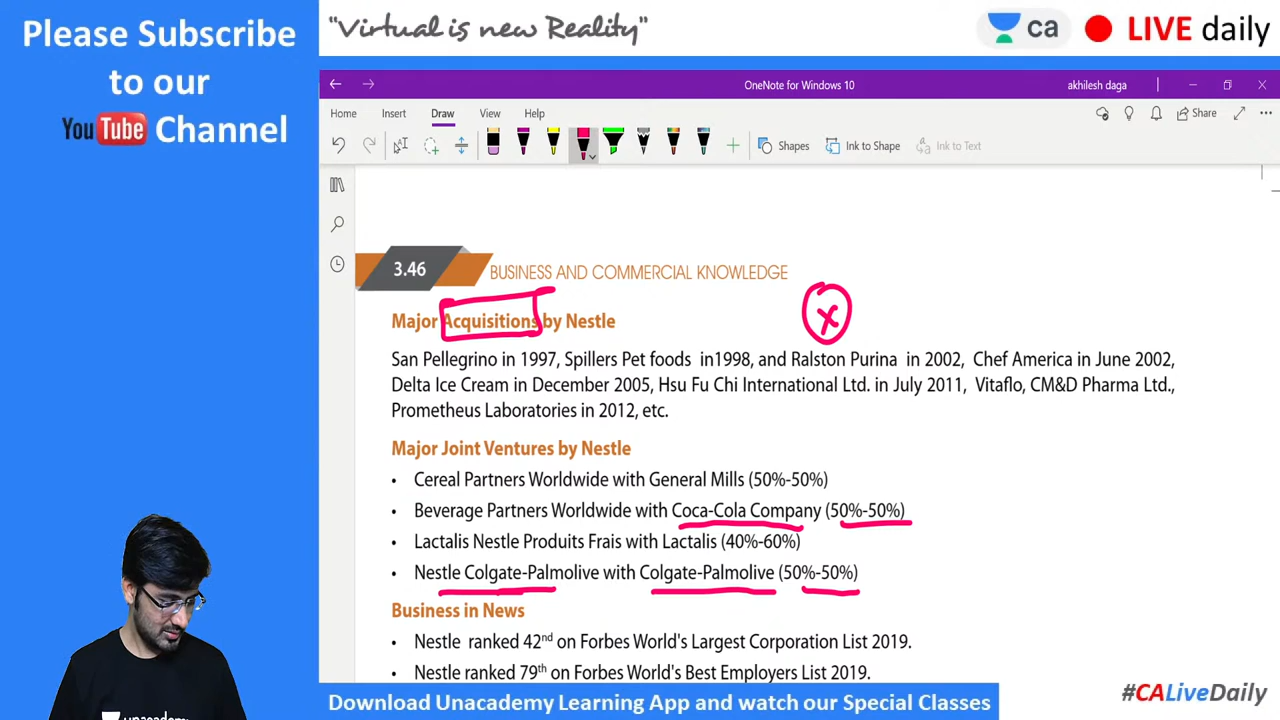 Please Subscribe
to our
YouTube Channel
"Virtual is new Reality"
ca
LIVE daily
OneNote for Windows 10
akhilesh daga
Home Insert Draw View Help
Share
Shapes
Ink to Shape
Ink to Text
3.46 BUSINESS AND COMMERCIAL KNOWLEDGE
Major Acquisitions by Nestle
x
San Pellegrino in 1997, Spillers Pet foods in1998, and Ralston Purina in 2002, Chef America in June 2002,
Delta Ice Cream in December 2005, Hsu Fu Chi International Ltd. in July 2011, Vitaflo, CM&D Pharma Ltd.,
Prometheus Laboratories in 2012, etc.
Major Joint Ventures by Nestle
• Cereal Partners Worldwide with General Mills (50%-50%)
• Beverage Partners Worldwide with Coca-Cola Company (50%-50%)
• Lactalis Nestle Produits Frais with Lactalis (40%-60%)
• Nestle Colgate-Palmolive with Colgate-Palmolive (50%-50%)
Business in News
• Nestle ranked 42nd on Forbes World's Largest Corporation List 2019.
• Nestle ranked 79th on Forbes World's Best Employers List 2019.
unacademy
Download Unacademy Learning App and watch our Special Classes
#CALiveDaily